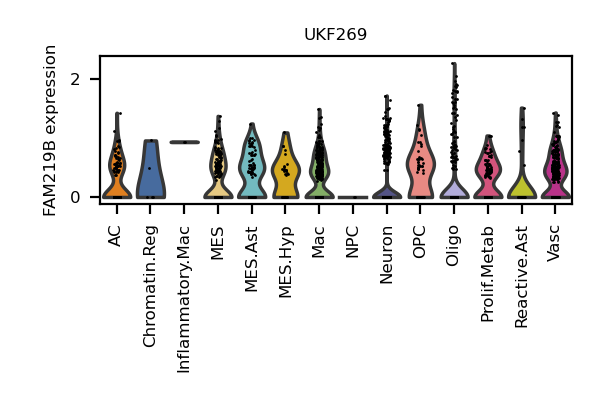 UKF269
FAM219B expression
2
0
AC
Chromatin.Reg
Inflammatory.Mac
MES
MES.Ast
MES.Hyp
Mac
NPC
Neuron
OPC
Oligo
Prolif.Metab
Reactive.Ast
Vasc